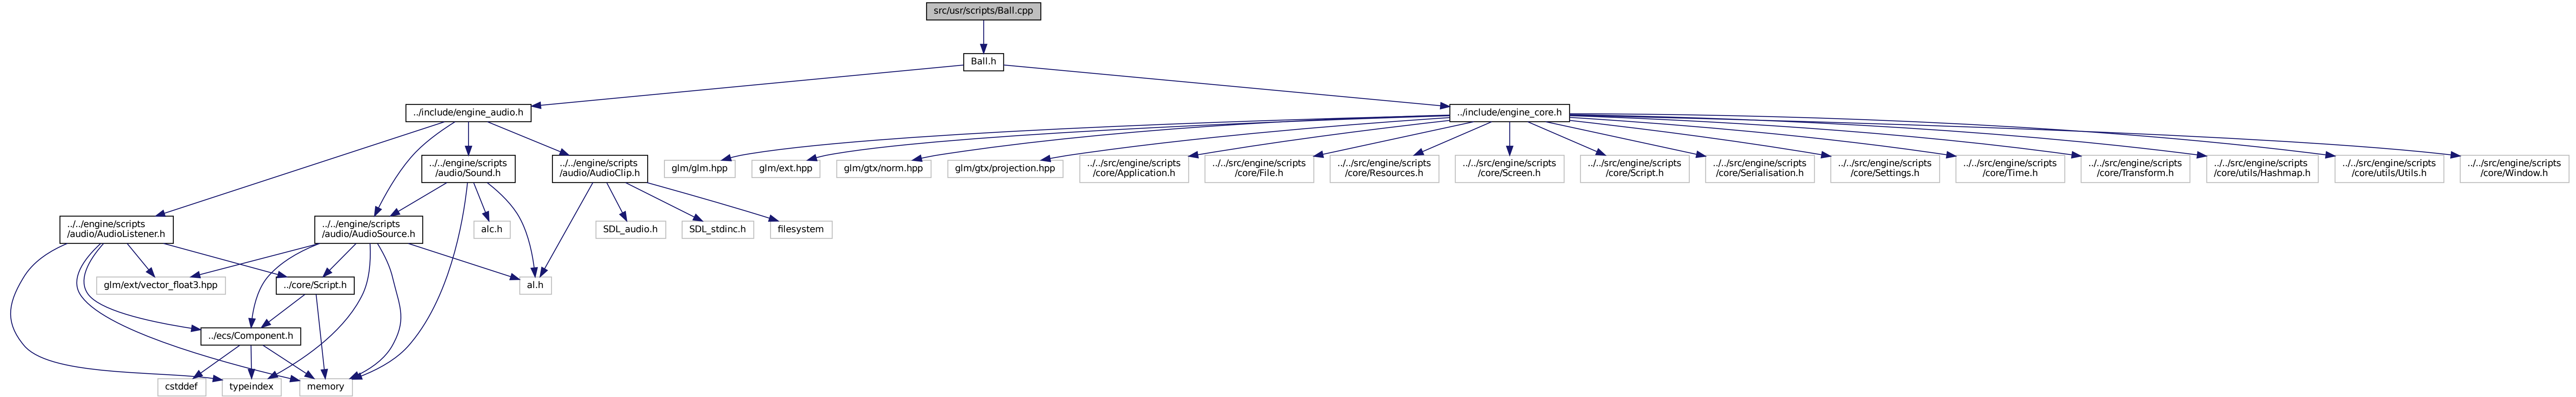 src/usr/scripts/Ball.cpp
Ball.h
../include/engine_audio.h
../include/engine_core.h
../../engine/scripts
/audio/Sound.h
../../engine/scripts
/audio/AudioClip.h
glm/glm.hpp
glm/ext.hpp
glm/gtx/norm.hpp
glm/gtx/projection.hpp
../../src/engine/scripts
/core/Application.h
../../src/engine/scripts
/core/File.h
../../src/engine/scripts
/core/Resources.h
../../src/engine/scripts
/core/Screen.h
../../src/engine/scripts
/core/Script.h
../../src/engine/scripts
/core/Serialisation.h
../../src/engine/scripts
/core/Settings.h
../../src/engine/scripts
/core/Time.h
../../src/engine/scripts
/core/Transform.h
../../src/engine/scripts
/core/utils/Hashmap.h
../../src/engine/scripts
/core/utils/Utils.h
../../src/engine/scripts
/core/Window.h
../../engine/scripts
/audio/AudioListener.h
../../engine/scripts
/audio/AudioSource.h
alc.h
SDL_audio.h
SDL_stdinc.h
filesystem
glm/ext/vector_float3.hpp
../core/Script.h
al.h
../ecs/Component.h
cstddef
typeindex
memory